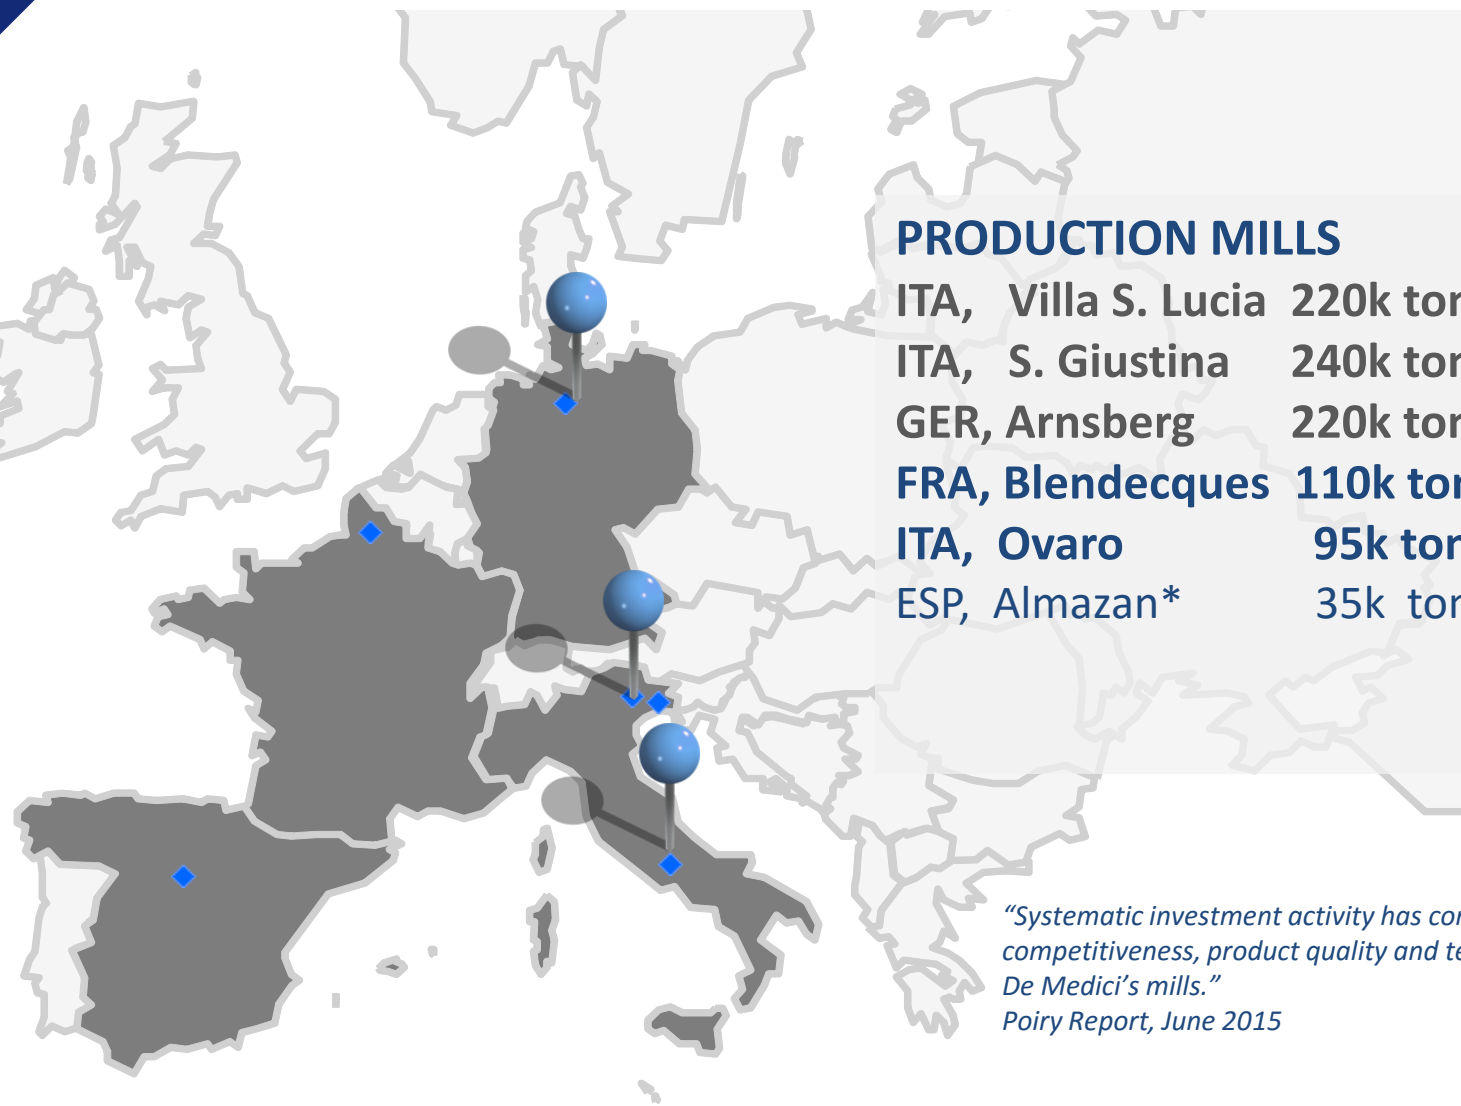 PRODUCTION MILLS
ITA, Villa S. Lucia 220k
ITA, S. Giustina 240k
GER, Arnsberg 220k
FRA, Blendecques 110k
ITA, Ovaro 95k
ESP, Almazan* 35k
“Systematic investment activity has
competitiveness, product quality and
De Medici’s mills.”
Poiry Report, June 2015